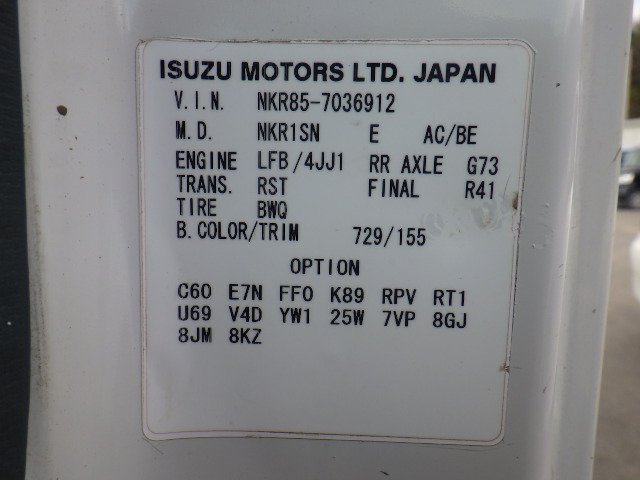 ISUZU MOTORS LTD. JAPAN
V.I.N. NKR85-7036912
M.D. NKR1SN E AC/BE
ENGINE LFB/4JJ1 RR AXLE G73
TRANS. RST FINAL R41
TIRE BWQ
B.COLOR/TRIM 729/155
OPTION
C60 E7N FF0 K89 RPV RT1
U69 V4D YW1 25W 7VP 8GJ
8JM 8KZ